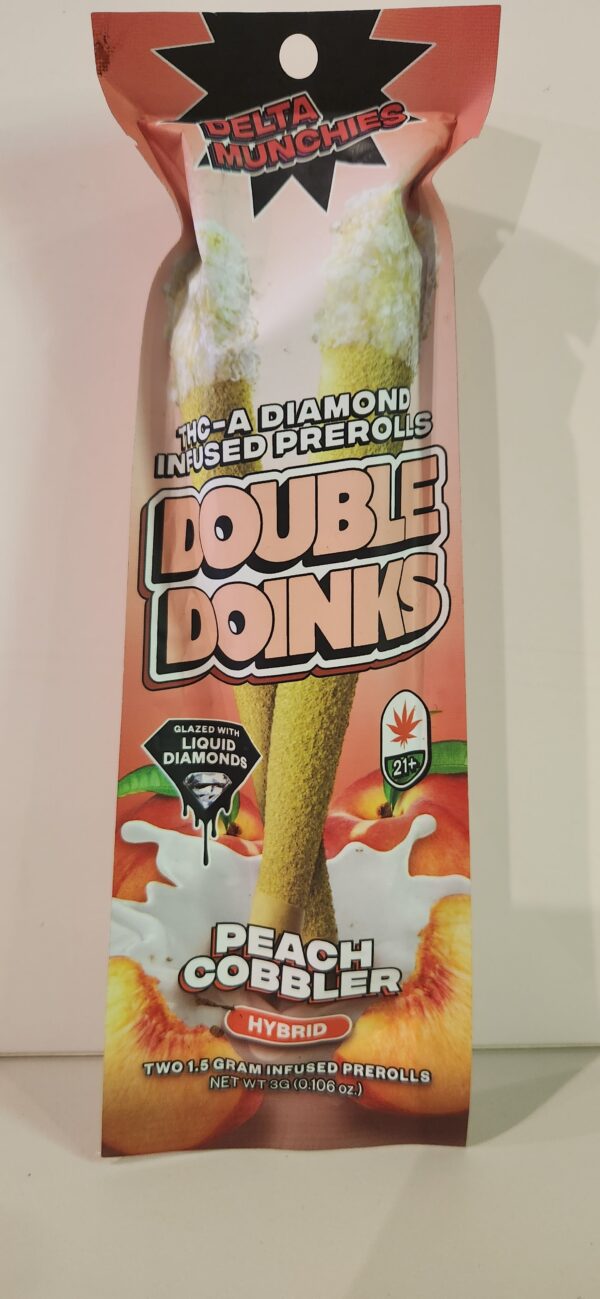 DELTA
MUNCHIES
THC-A DIAMOND
INFUSED PREROLLS
DOUBLE
DOINKS
GLAZED WITH
LIQUID
DIAMONDS
21+
PEACH
COBBLER
HYBRID
TWO 1.5 GRAM INFUSED PREROLLS
NET WT 3G (0.106 oz.)